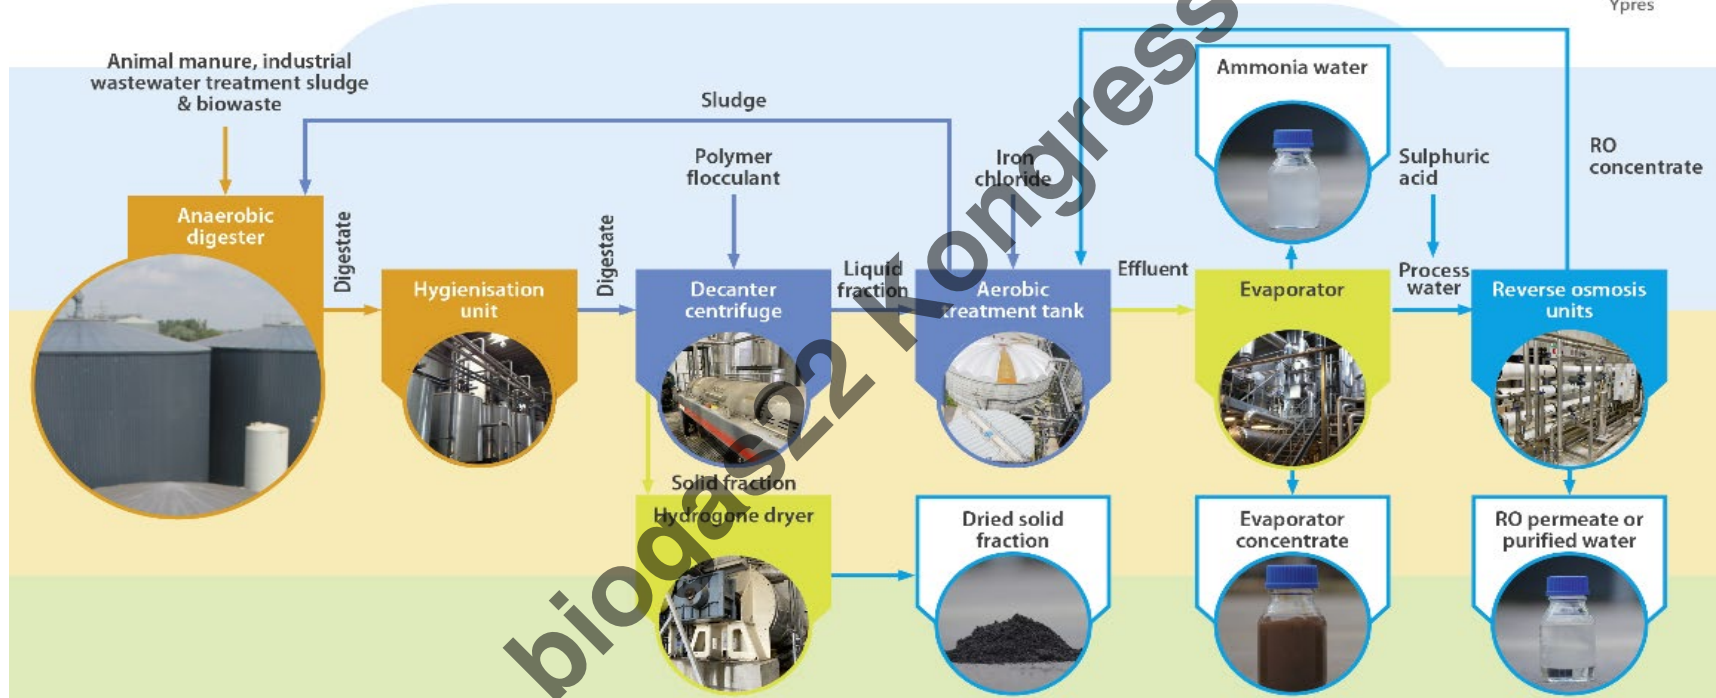 Ypres
Animal manure, industrial
wastewater treatment sludge
& biowaste
Sludge
Polymer
flocculant
Iron
chloride
Ammonia water
Sulphuric
acid
RO
concentrate
Anaerobic
digester
Digestate
Hygienisation
unit
Digestate
Decanter
centrifuge
Liquid
fraction
Aerobic
treatment tank
Effluent
Evaporator
Process
water
Reverse osmosis
units
Solid fraction
Hydrogone dryer
Dried solid
fraction
Evaporator
concentrate
RO permeate or
purified water
biogas22 Kongress